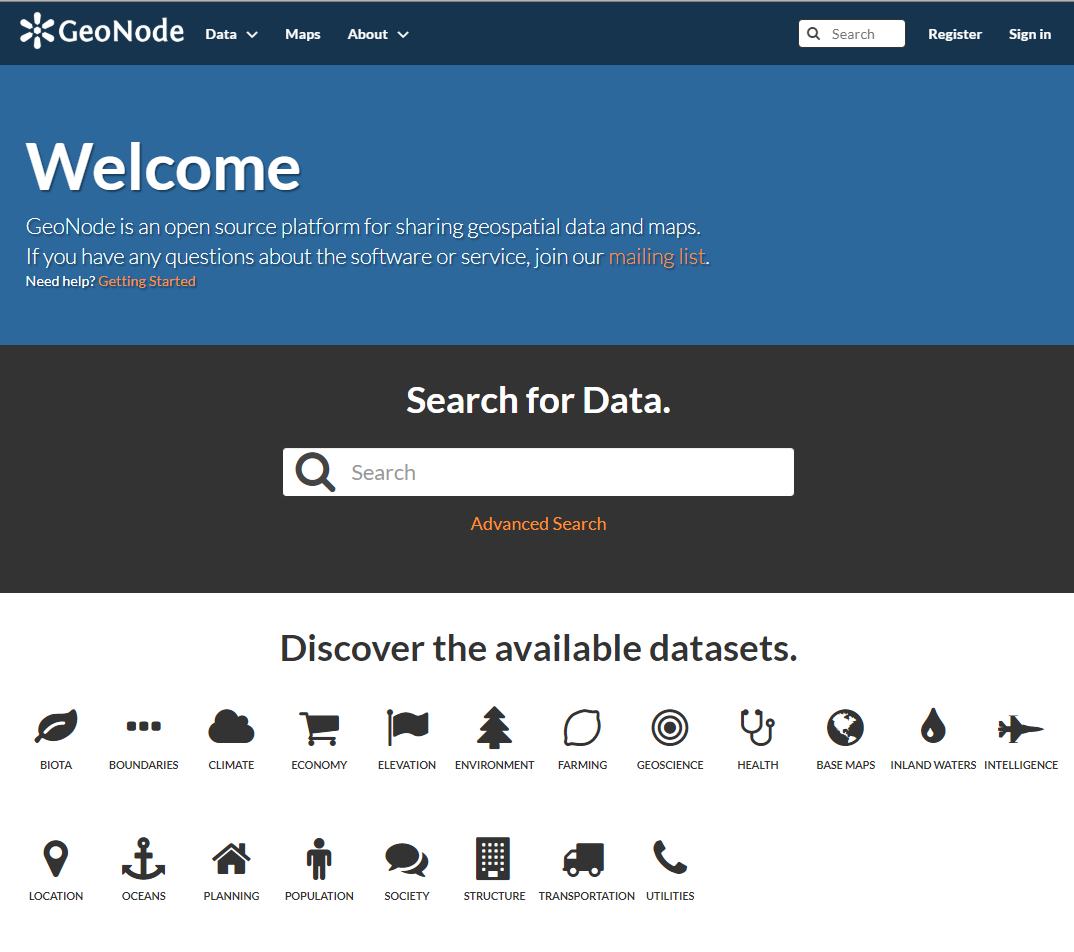 GeoNode Data Maps About Search Register Sign in
Welcome
GeoNode is an open source platform for sharing geospatial data and maps.
If you have any questions about the software or service, join our mailing list.
Need help? Getting Started
Search for Data.
Search
Advanced Search
Discover the available datasets.
BIOTA BOUNDARIES CLIMATE ECONOMY ELEVATION ENVIRONMENT FARMING GEOSCIENCE HEALTH BASE MAPS INLAND WATERS INTELLIGENCE
LOCATION OCEANS PLANNING POPULATION SOCIETY STRUCTURE TRANSPORTATION UTILITIES